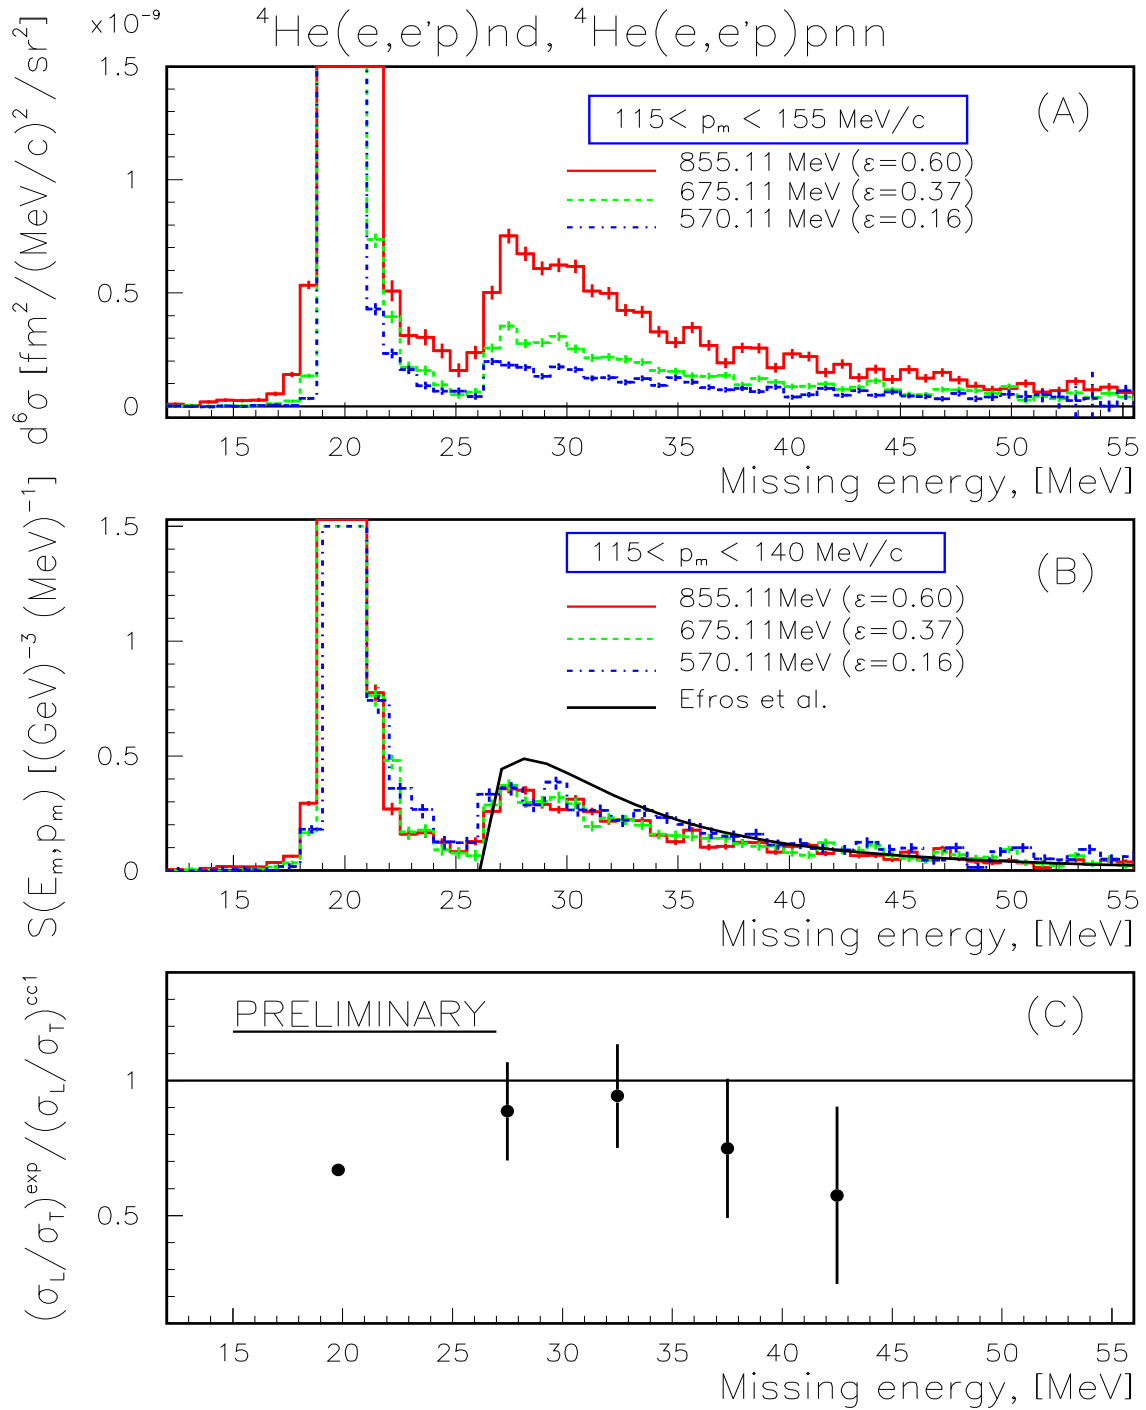 ×10⁻⁹
⁴He(e,e'p)nd, ⁴He(e,e'p)pnn
d⁶σ [fm²/(MeV/c)²/sr²]
(A)
115< pₘ < 155 MeV/c
855.11 MeV (ε=0.60)
675.11 MeV (ε=0.37)
570.11 MeV (ε=0.16)
1.5
1
0.5
0
15 20 25 30 35 40 45 50 55
Missing energy, [MeV]
S(Eₘ,pₘ) [(GeV)⁻³ (MeV)⁻¹]
(B)
115< pₘ < 140 MeV/c
855.11MeV (ε=0.60)
675.11MeV (ε=0.37)
570.11MeV (ε=0.16)
Efros et al.
1.5
1
0.5
0
15 20 25 30 35 40 45 50 55
Missing energy, [MeV]
(σ_L/σ_T)ᵉˣᵖ/(σ_L/σ_T)ᶜᶜ¹
PRELIMINARY
(C)
1
0.5
15 20 25 30 35 40 45 50 55
Missing energy, [MeV]